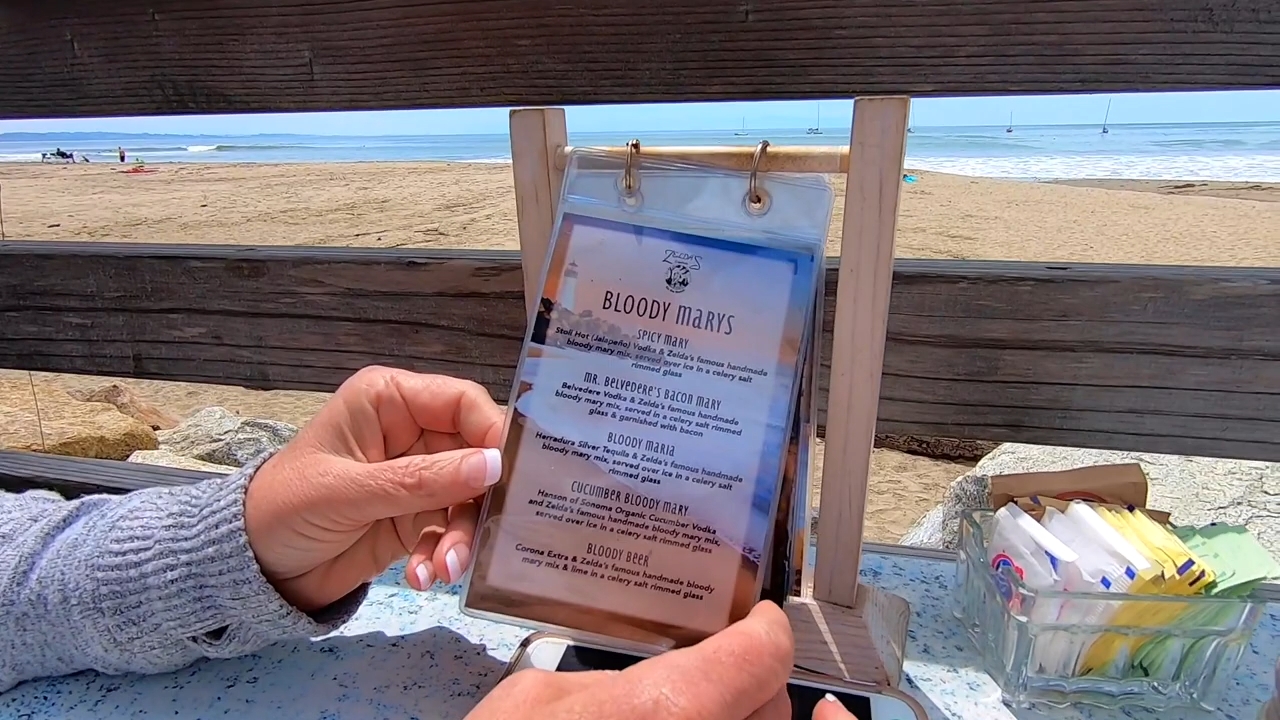 Zelda's
BLOODY MARYS
SPICY MARY
Stoli Hot (Jalapeño) Vodka & Zelda's famous handmade
bloody mary mix, served over ice in a celery salt
rimmed glass
MR. BELVEDERE'S BACON MARY
Belvedere Vodka & Zelda's famous handmade
bloody mary mix, served in a celery salt rimmed
glass & garnished with bacon
BLOODY MARIA
Herradura Silver Tequila & Zelda's famous handmade
bloody mary mix, served over ice in a celery salt
rimmed glass
CUCUMBER BLOODY MARY
Hanson of Sonoma Organic Cucumber Vodka
and Zelda's famous handmade bloody mary mix,
served over ice in a celery salt rimmed glass
BLOODY BEER
Corona Extra & Zelda's famous handmade bloody
mary mix & lime in a celery salt rimmed glass